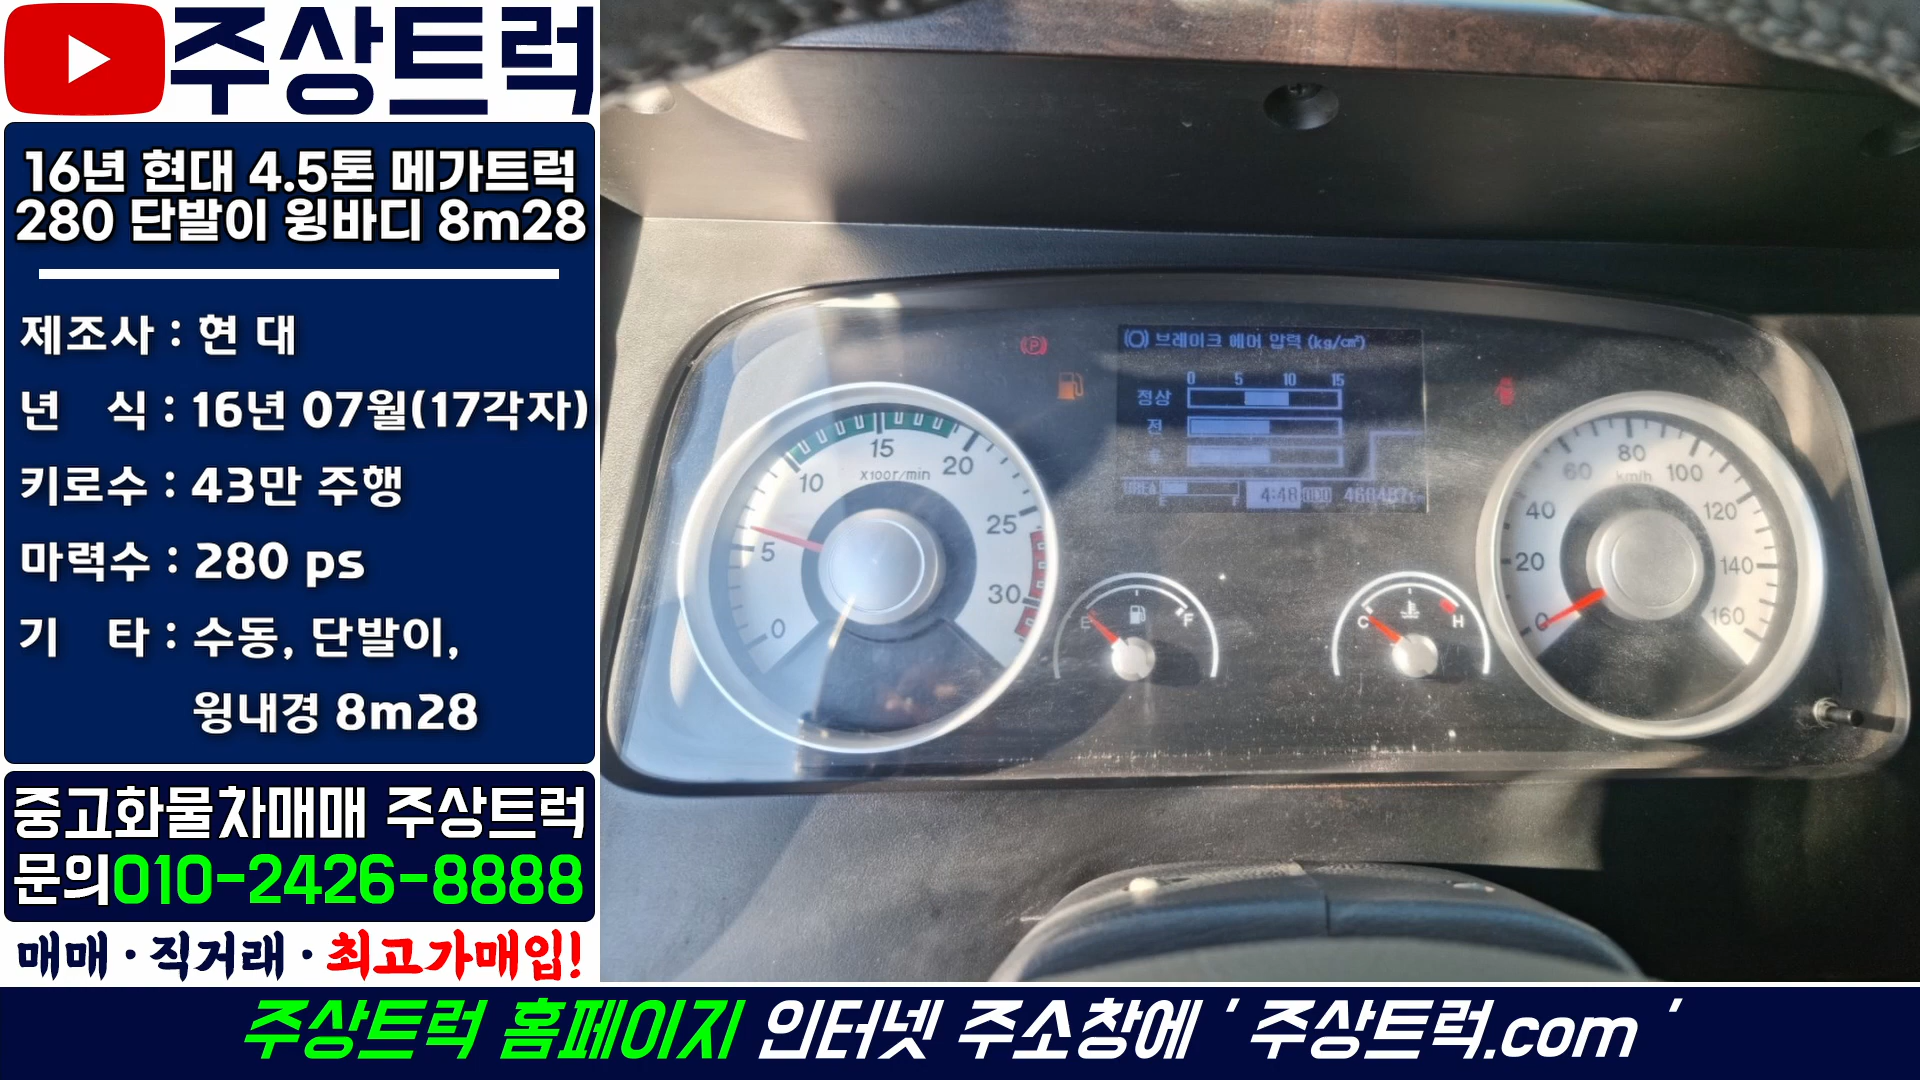 주상트럭
16년 현대 4.5톤 메가트럭
280 단발이 윙바디 8m28
제조사 : 현 대
년 식 : 16년 07월(17각자)
키로수 : 43만 주행
마력수 : 280 ps
기 타 : 수동, 단발이,
윙내경 8m28
중고화물차매매 주상트럭
문의010-2426-8888
매매 · 직거래 · 최고가매입!
브레이크 에어 압력 (kg/㎠)
0 5 10 15
정상
전
UREA
E F
4:48
0 5 10 15 20 25 30
x100r/min
E F
C H
0 20 40 60 80 100 120 140 160
km/h
P
주상트럭 홈페이지 인터넷 주소창에 ' 주상트럭.com '